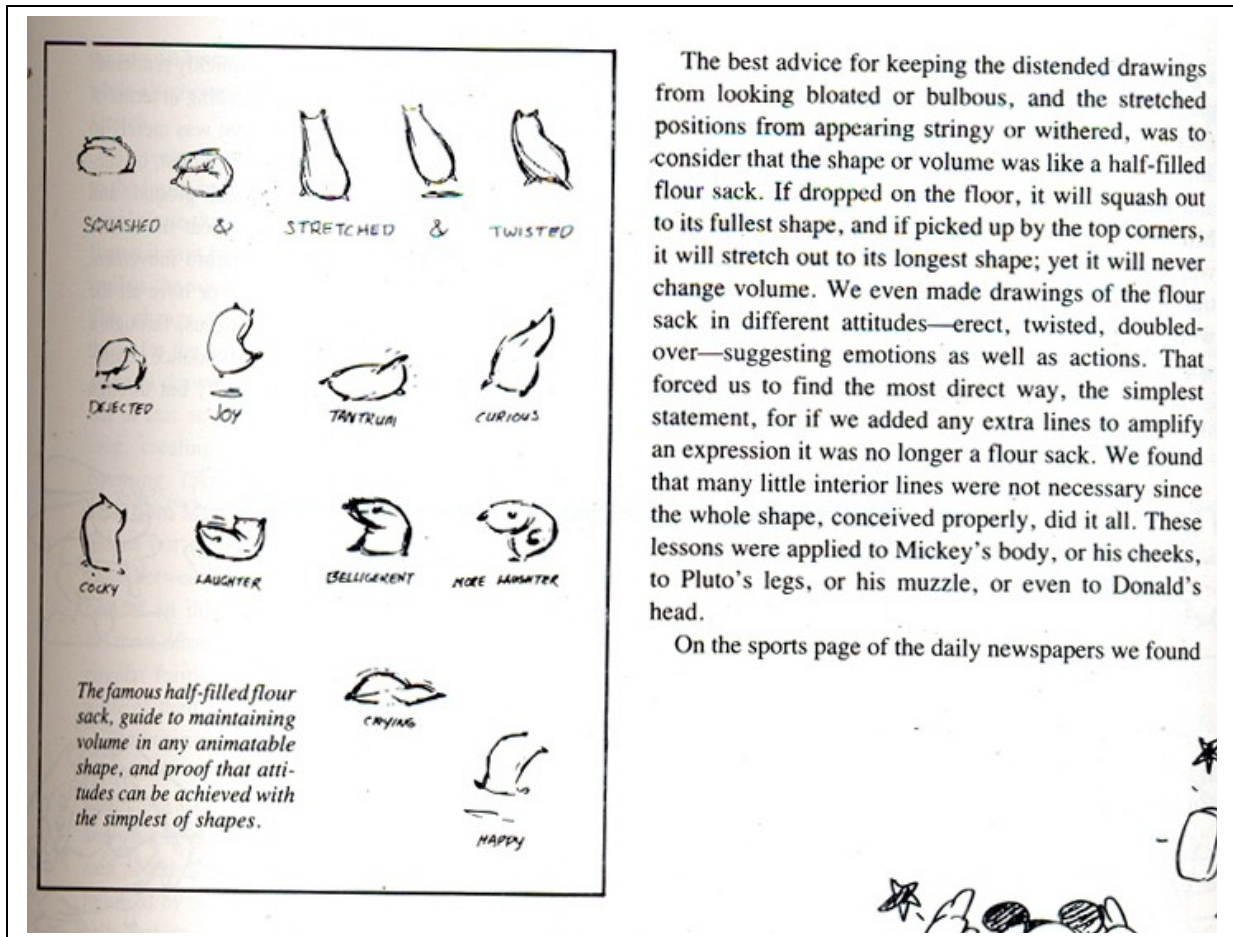 SQUASHED & STRETCHED & TWISTED
DEJECTED JOY TANTRUM CURIOUS
COCKY LAUGHTER BELLIGERENT MORE LAUGHTER
CRYING
HAPPY
The famous half-filled flour
sack, guide to maintaining
volume in any animatable
shape, and proof that atti-
tudes can be achieved with
the simplest of shapes.
The best advice for keeping the distended drawings
from looking bloated or bulbous, and the stretched
positions from appearing stringy or withered, was to
consider that the shape or volume was like a half-filled
flour sack. If dropped on the floor, it will squash out
to its fullest shape, and if picked up by the top corners,
it will stretch out to its longest shape; yet it will never
change volume. We even made drawings of the flour
sack in different attitudes—erect, twisted, doubled-
over—suggesting emotions as well as actions. That
forced us to find the most direct way, the simplest
statement, for if we added any extra lines to amplify
an expression it was no longer a flour sack. We found
that many little interior lines were not necessary since
the whole shape, conceived properly, did it all. These
lessons were applied to Mickey's body, or his cheeks,
to Pluto's legs, or his muzzle, or even to Donald's
head.
On the sports page of the daily newspapers we found